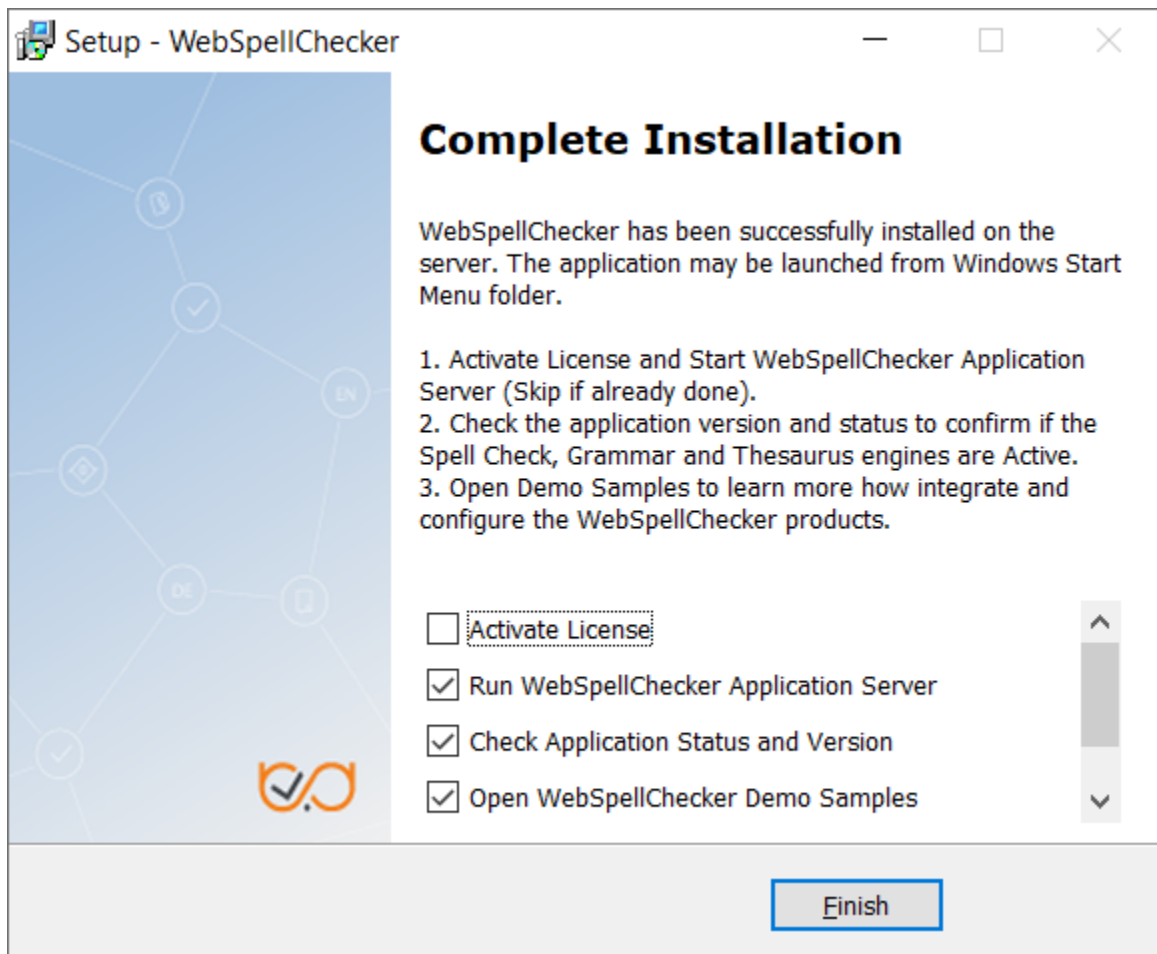 Setup - WebSpellChecker
Complete Installation
WebSpellChecker has been successfully installed on the
server. The application may be launched from Windows Start
Menu folder.
1. Activate License and Start WebSpellChecker Application
Server (Skip if already done).
2. Check the application version and status to confirm if the
Spell Check, Grammar and Thesaurus engines are Active.
3. Open Demo Samples to learn more how integrate and
configure the WebSpellChecker products.
EN
DE
Activate License
Run WebSpellChecker Application Server
Check Application Status and Version
Open WebSpellChecker Demo Samples
Finish